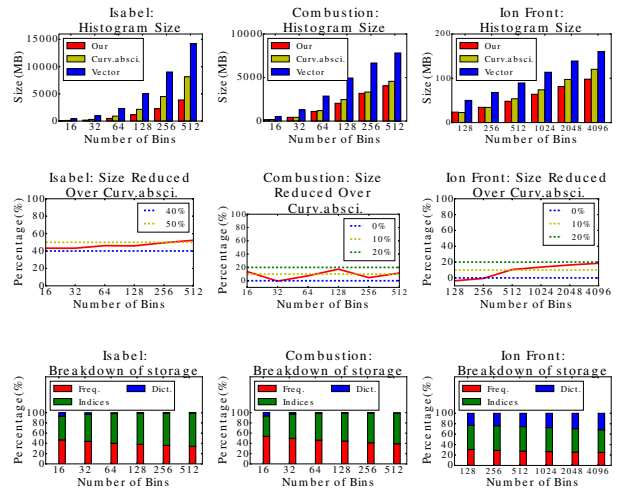 Isabel:
Histogram Size
Size (MB)
15000
10000
5000
0
Our
Curv.absci.
Vector
16 32 64 128 256 512
Number of Bins
Combustion:
Histogram Size
Size (MB)
10000
5000
0
Our
Curv.absci.
Vector
16 32 64 128 256 512
Number of Bins
Ion Front:
Histogram Size
Size (MB)
200
100
0
Our
Curv.absci.
Vector
128 256 512 1024 2048 4096
Number of Bins
Isabel: Size Reduced
Over Curv.absci.
Percentage(%)
100
80
60
40
20
0
40%
50%
16 32 64 128 256 512
Number of Bins
Combustion: Size
Reduced Over
Curv.absci.
Percentage(%)
100
80
60
40
20
0
0%
10%
20%
16 32 64 128 256 512
Number of Bins
Ion Front: Size Reduced
Over Curv.absci.
Percentage(%)
100
80
60
40
20
0
0%
10%
20%
128 256 512 1024 2048 4096
Number of Bins
Isabel:
Breakdown of storage
Percentage(%)
100
80
60
40
20
0
Freq.
Dict.
Indices
16 32 64 128 256 512
Number of Bins
Combustion:
Breakdown of storage
Percentage(%)
100
80
60
40
20
0
Freq.
Dict.
Indices
16 32 64 128 256 512
Number of Bins
Ion Front:
Breakdown of storage
Percentage(%)
100
80
60
40
20
0
Freq.
Dict.
Indices
128 256 512 1024 2048 4096
Number of Bins